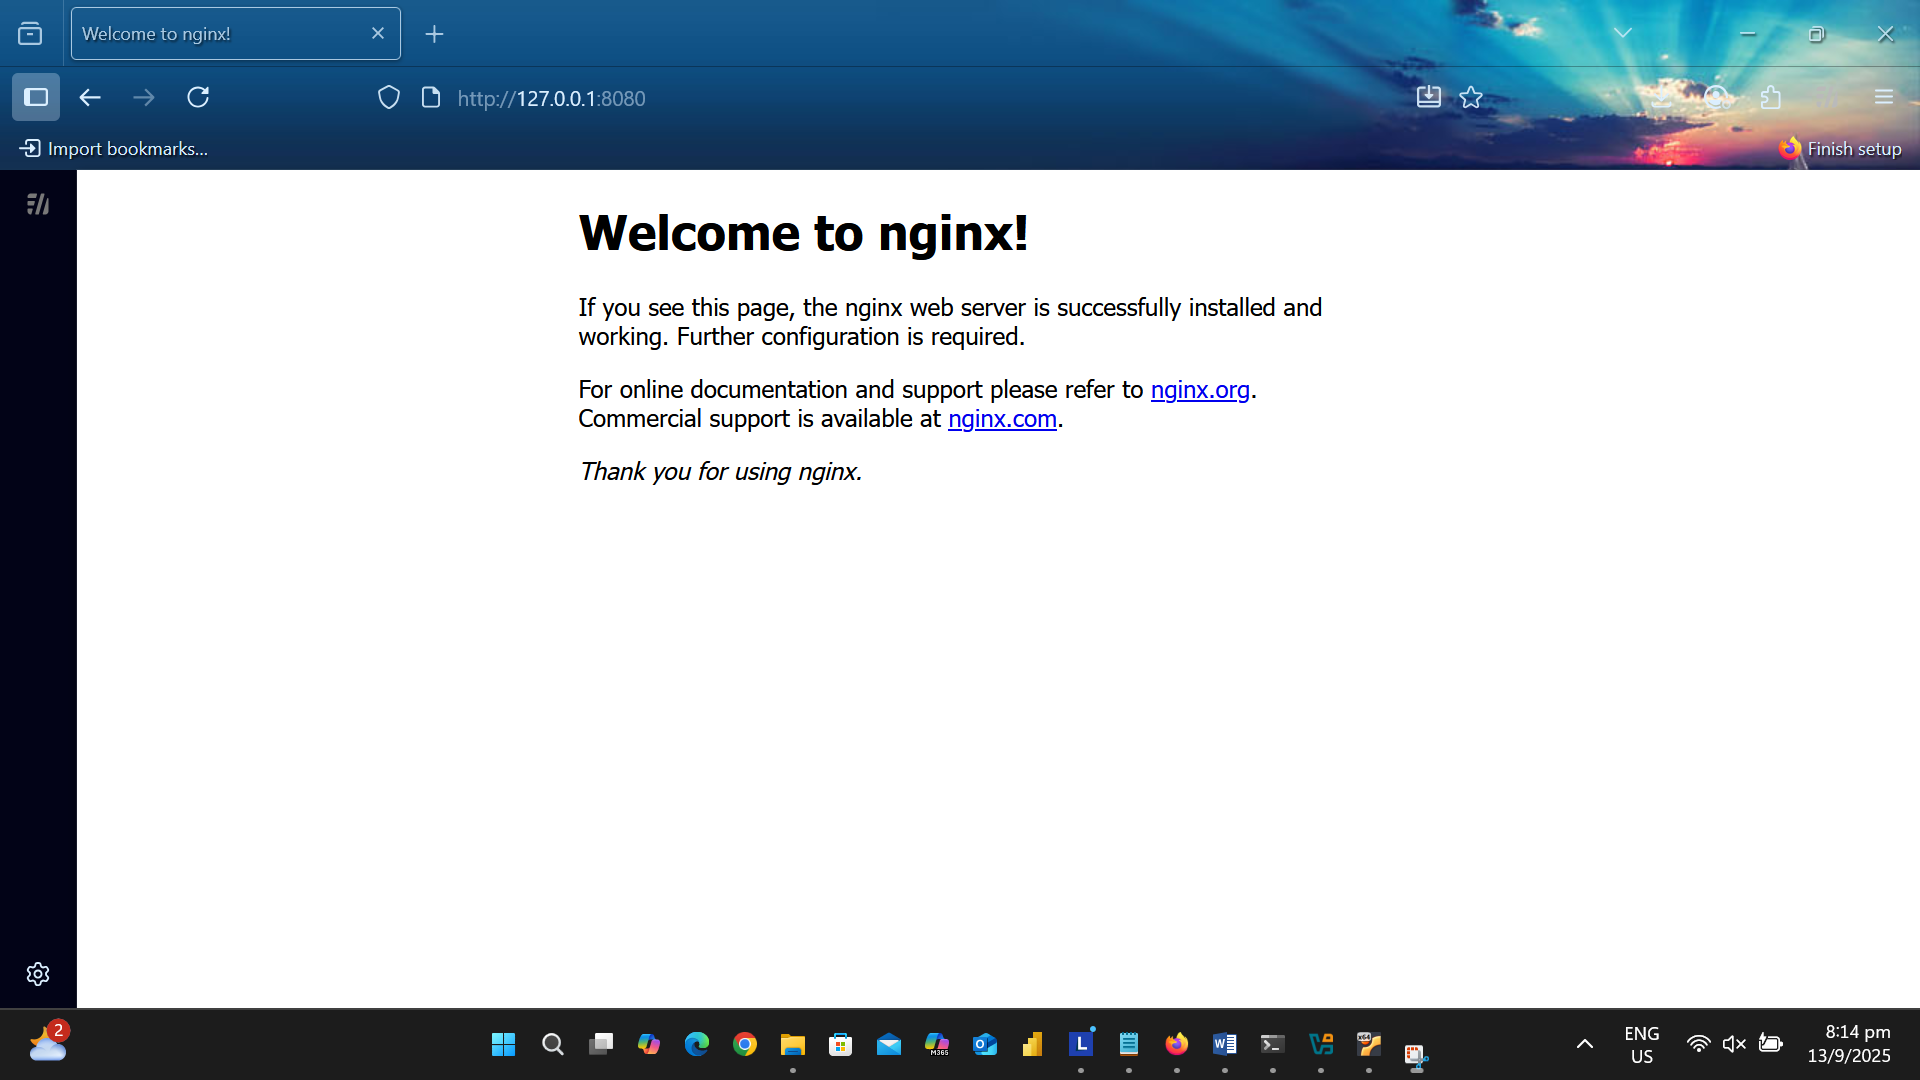 Welcome to nginx!
http://127.0.0.1:8080
Import bookmarks...
Finish setup
Welcome to nginx!
If you see this page, the nginx web server is successfully installed and
working. Further configuration is required.
For online documentation and support please refer to nginx.org.
Commercial support is available at nginx.com.
Thank you for using nginx.
2
M365
L
X64
ENG
US
8:14 pm
13/9/2025